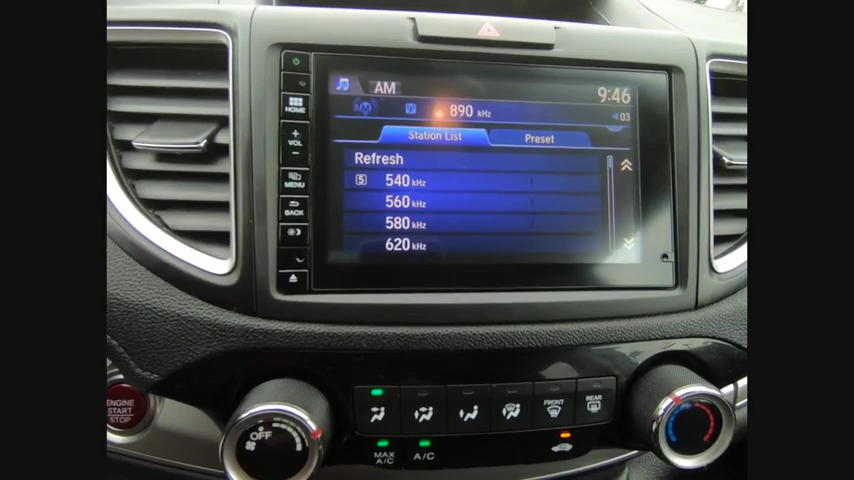 AM
9:46
HOME
890 kHz
03
+
VOL
-
Station List
Preset
Refresh
MENU
5 540 kHz
560 kHz
BACK
580 kHz
620 kHz
ENGINE
START
STOP
OFF
FRONT
REAR
MAX
A/C
A/C